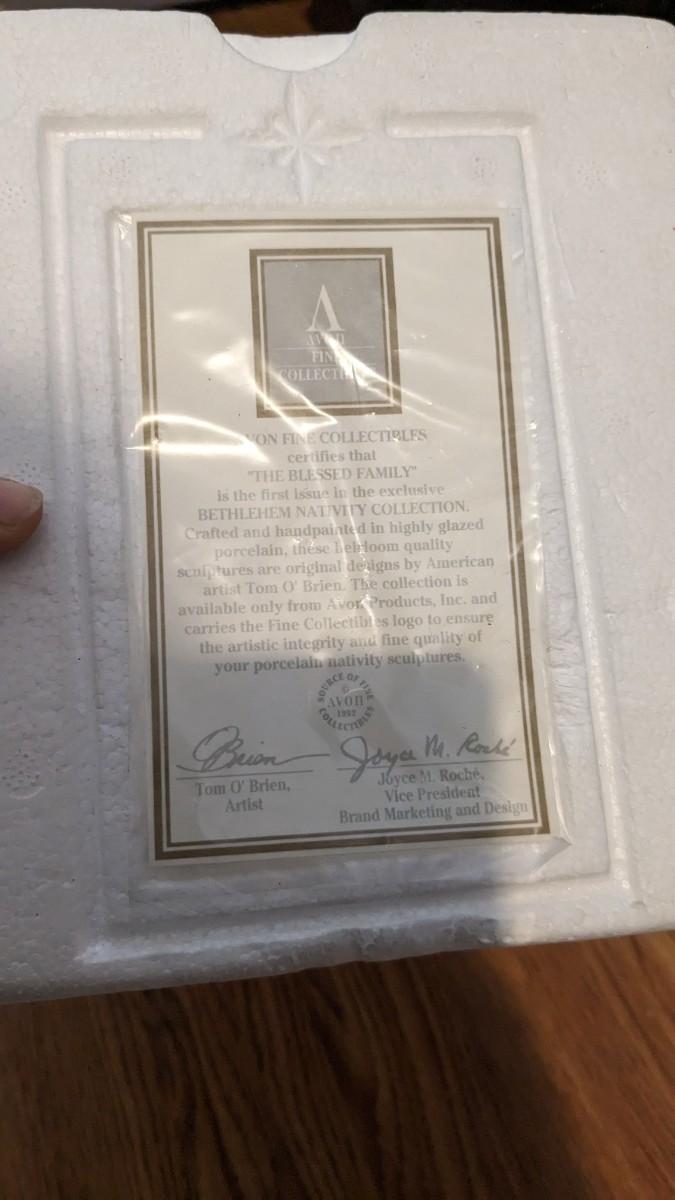 AVON
FINE
AVON FINE COLLECTIBLES
certifies that
"THE BLESSED FAMILY"
is the first issue in the exclusive
BETHLEHEM NATIVITY COLLECTION.
Crafted and handpainted in highly glazed
porcelain, these heirloom quality
sculptures are original designs by American
artist Tom O' Brien. The collection is
available only from Avon Products, Inc. and
carries the Fine Collectibles logo to ensure
the artistic integrity and fine quality of
your porcelain nativity sculptures.
SOURCE OF FINE
©
AVON
1992
COLLECTIBLES
OBrien Joyce M. Roché
Tom O' Brien,
Artist
Joyce M. Roché,
Vice President
Brand Marketing and Design